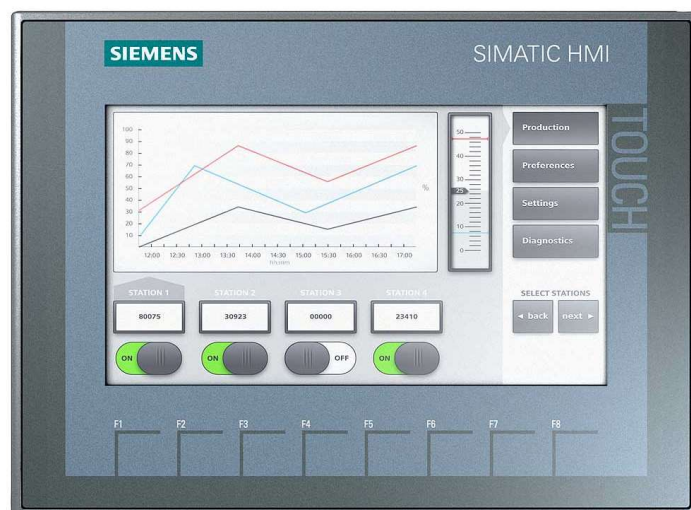 SIEMENS
SIMATIC HMI
TOUCH
100
90
80
70
60
50
40
30
20
10
%
12:00 12:30 13:00 13:30 14:00 14:30 15:00 15:30 16:00 16:30 17:00
50
40
30
25
20
10
0
Production
Preferences
Settings
Diagnostics
STATION 1 STATION 2 STATION 3 STATION 4
80075 30923 00000 23410
ON ON OFF ON
SELECT STATIONS
◄ back next ►
F1 F2 F3 F4 F5 F6 F7 F8